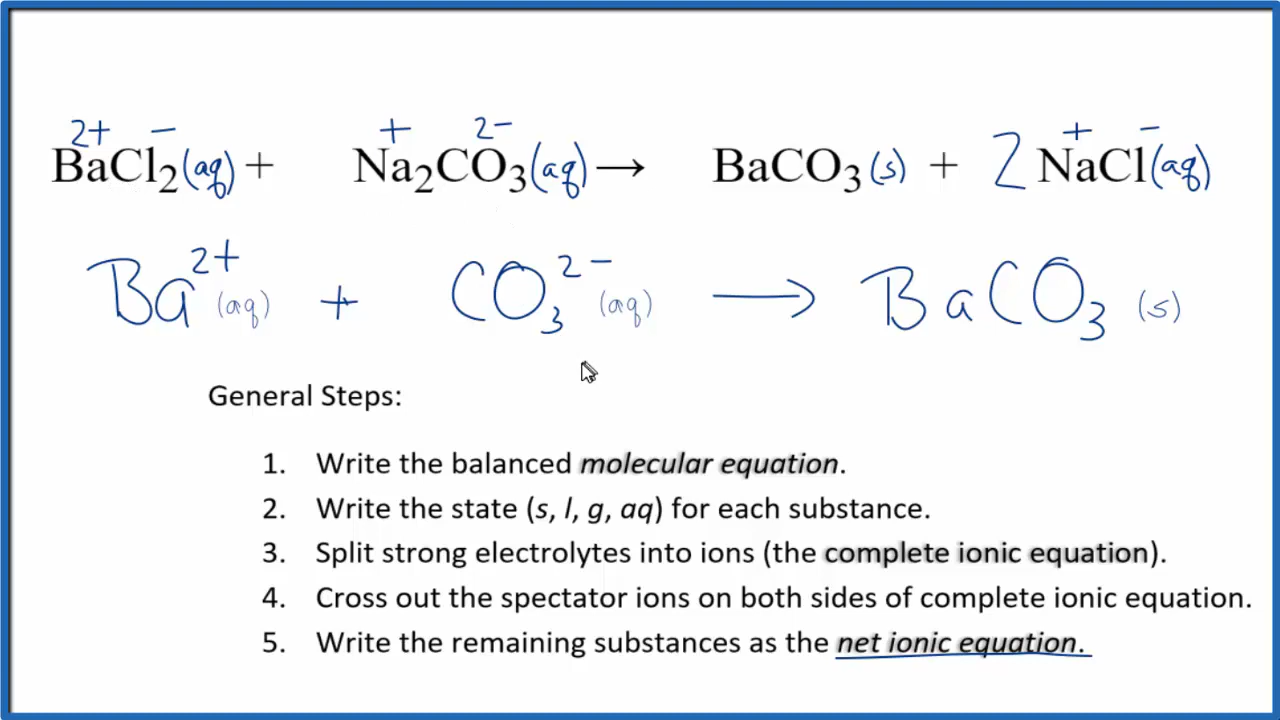 2+ − + 2− + −
BaCl₂(aq) + Na₂CO₃(aq) → BaCO₃(s) + 2 NaCl(aq)
Ba²⁺(aq) + CO₃²⁻(aq) → BaCO₃(s)
General Steps:
1. Write the balanced molecular equation.
2. Write the state (s, l, g, aq) for each substance.
3. Split strong electrolytes into ions (the complete ionic equation).
4. Cross out the spectator ions on both sides of complete ionic equation.
5. Write the remaining substances as the net ionic equation.